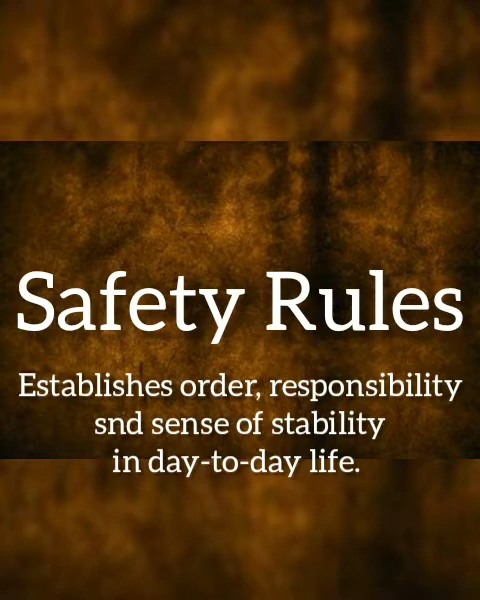 Safety Rules
Establishes order, responsibility
snd sense of stability
in day-to-day life.